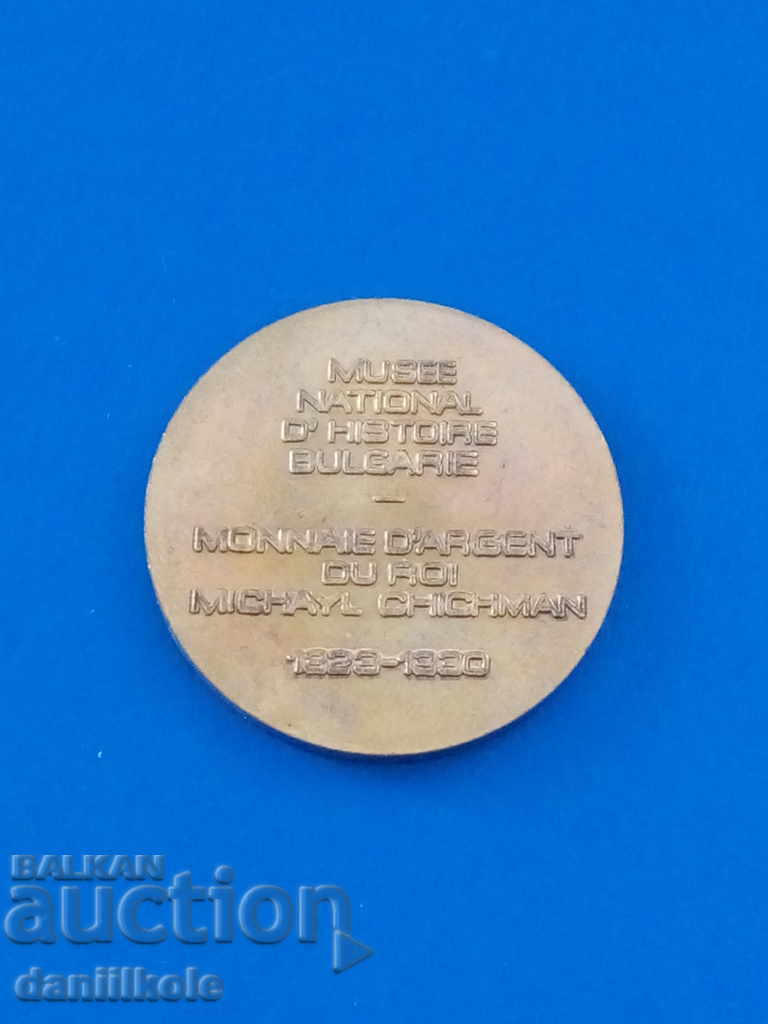 MUSEE
NATIONAL
D'HISTOIRE
BULGARIE
–
MONNAIE D'ARGENT
DU ROI
MICHAYL CHICHMAN
1323-1330
BALKAN
auction
daniilkole